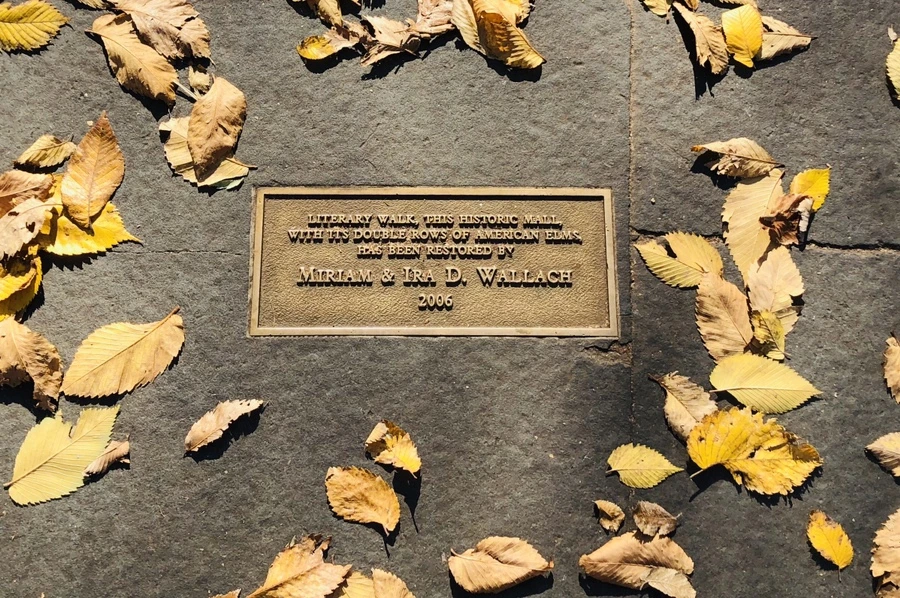 LITERARY WALK, THIS HISTORIC MALL,
WITH ITS DOUBLE ROWS OF AMERICAN ELMS,
HAS BEEN RESTORED BY
MIRIAM & IRA D. WALLACH
2006